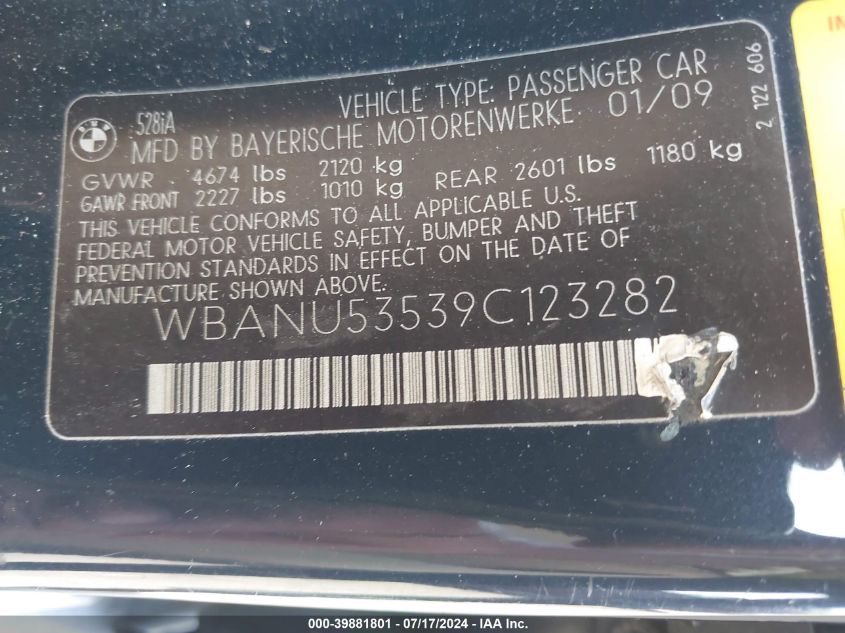 BMW
528iA
VEHICLE TYPE: PASSENGER CAR
MFD BY BAYERISCHE MOTORENWERKE 01/09
GVWR 4674 lbs 2120 kg
GAWR FRONT 2227 lbs 1010 kg REAR 2601 lbs 1180 kg
THIS VEHICLE CONFORMS TO ALL APPLICABLE U.S.
FEDERAL MOTOR VEHICLE SAFETY, BUMPER AND THEFT
PREVENTION STANDARDS IN EFFECT ON THE DATE OF
MANUFACTURE SHOWN ABOVE.
WBANU53539C123282
2 122 606
000-39881801 - 07/17/2024 - IAA Inc.